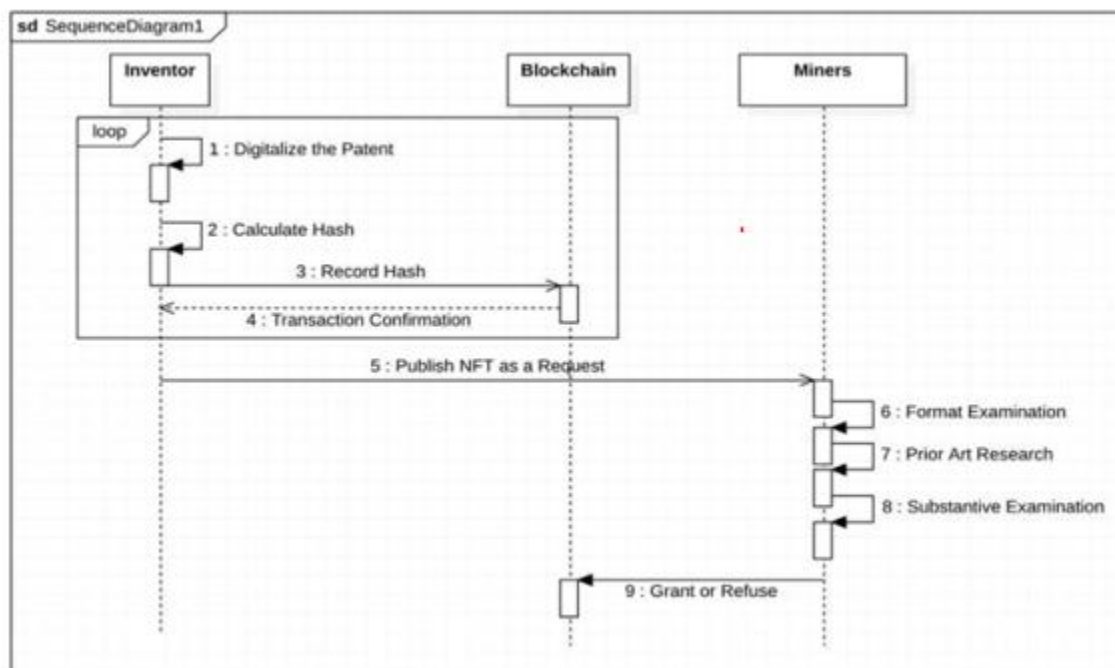 sd SequenceDiagram1
Inventor
Blockchain
Miners
loop
1 : Digitalize the Patent
2 : Calculate Hash
3 : Record Hash
4 : Transaction Confirmation
5 : Publish NFT as a Request
6 : Format Examination
7 : Prior Art Research
8 : Substantive Examination
9 : Grant or Refuse